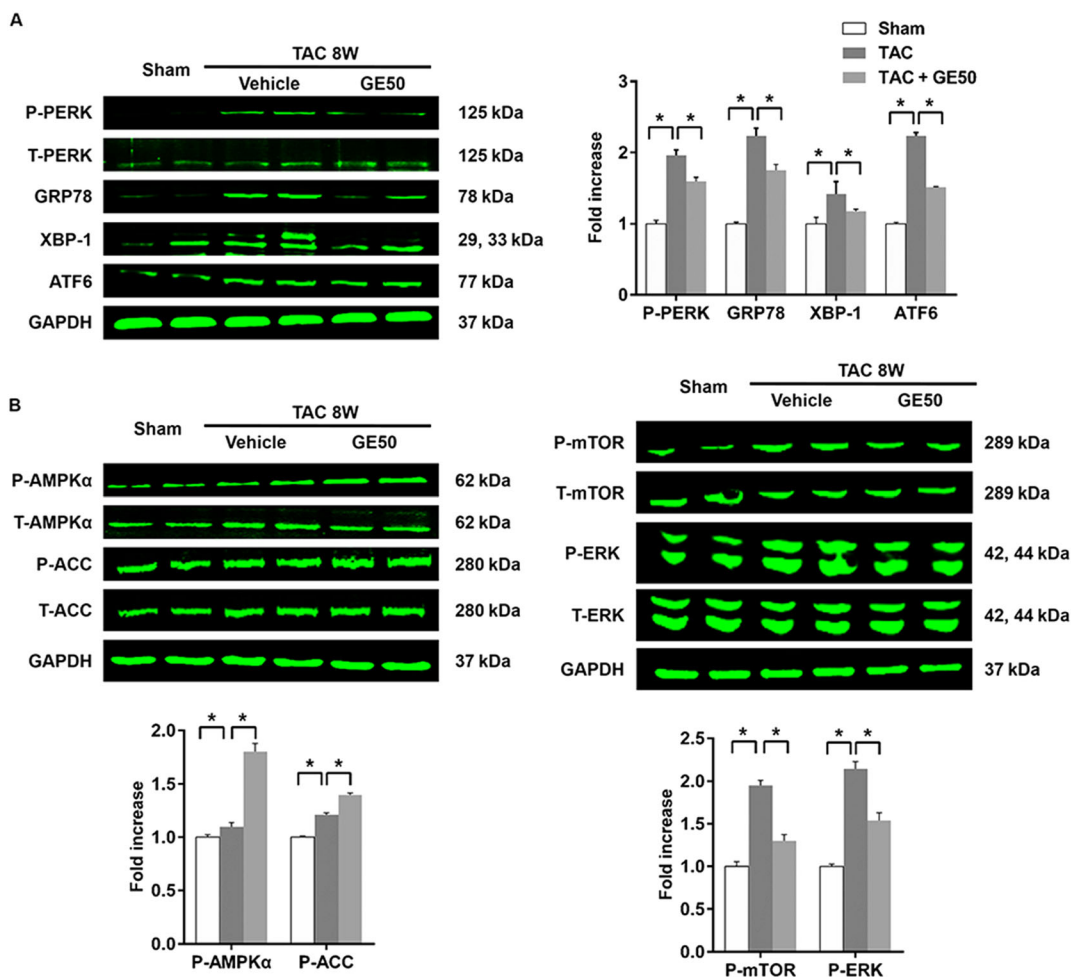 A
Sham
TAC 8W
Vehicle
GE50
P-PERK
125 kDa
T-PERK
125 kDa
GRP78
78 kDa
XBP-1
29, 33 kDa
ATF6
77 kDa
GAPDH
37 kDa
Sham
TAC
TAC + GE50
Fold increase
3
2
1
0
* * * * * * * *
P-PERK GRP78 XBP-1 ATF6
B
Sham
TAC 8W
Vehicle
GE50
P-AMPKα
62 kDa
T-AMPKα
62 kDa
P-ACC
280 kDa
T-ACC
280 kDa
GAPDH
37 kDa
Sham
TAC 8W
Vehicle
GE50
P-mTOR
289 kDa
T-mTOR
289 kDa
P-ERK
42, 44 kDa
T-ERK
42, 44 kDa
GAPDH
37 kDa
Fold increase
2.0
1.5
1.0
0.5
0.0
* * * *
P-AMPKα P-ACC
Fold increase
2.5
2.0
1.5
1.0
0.5
0.0
* * * *
P-mTOR P-ERK